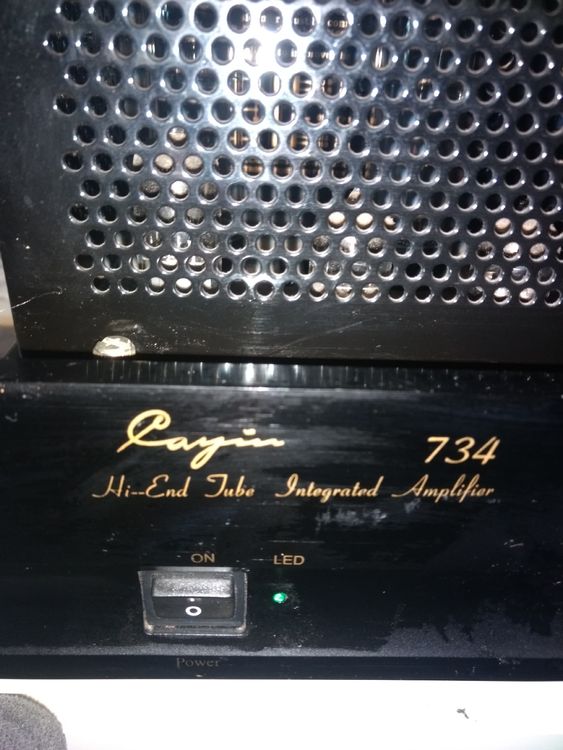 Cayin 734
Hi--End Tube Integrated Amplifier
ON LED
O
Power